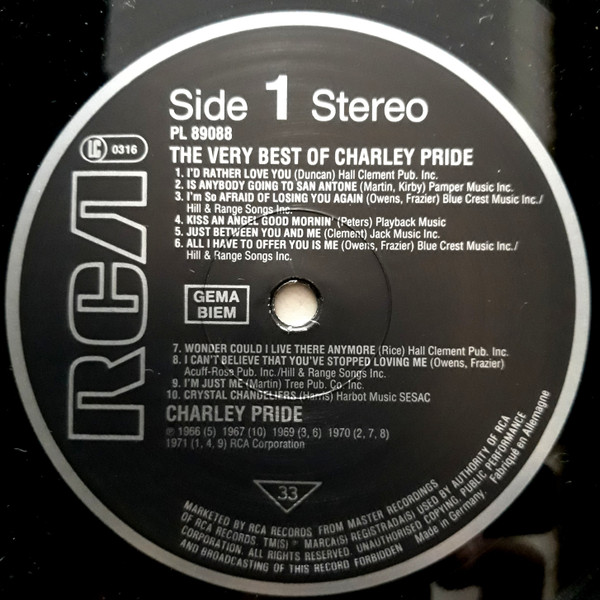 Side 1 Stereo
PL 89088
LC 0316
THE VERY BEST OF CHARLEY PRIDE
1. I'D RATHER LOVE YOU (Duncan) Hall Clement Pub. Inc.
2. IS ANYBODY GOING TO SAN ANTONE (Martin, Kirby) Pamper Music Inc.
3. I'm So AFRAID OF LOSING YOU AGAIN (Owens, Frazier) Blue Crest Music Inc./
Hill & Range Songs Inc.
4. KISS AN ANGEL GOOD MORNIN' (Peters) Playback Music
5. JUST BETWEEN YOU AND ME (Clement) Jack Music Inc.
6. ALL I HAVE TO OFFER YOU IS ME (Owens, Frazier) Blue Crest Music Inc./
Hill & Range Songs Inc.
RCA
GEMA
BIEM
7. WONDER COULD I LIVE THERE ANYMORE (Rice) Hall Clement Pub. Inc.
8. I CAN'T BELIEVE THAT YOU'VE STOPPED LOVING ME (Owens, Frazier)
Acuff-Rose Pub. Inc./Hill & Range Songs Inc.
9. I'M JUST ME (Martin) Tree Pub. Co. Inc.
10. CRYSTAL CHANDELIERS (Harris) Harbot Music SESAC
CHARLEY PRIDE
℗ 1966 (5) 1967 (10) 1969 (3, 6) 1970 (2, 7, 8)
1971 (1, 4, 9) RCA Corporation
33
MARKETED BY RCA RECORDS FROM MASTER RECORDINGS
OF RCA RECORDS. TM(S) ® MARCA(S) REGISTRADA(S) USED BY AUTHORITY OF RCA
CORPORATION. ALL RIGHTS RESERVED. UNAUTHORISED COPYING, PUBLIC PERFORMANCE
AND BROADCASTING OF THIS RECORD FORBIDDEN Made in Germany. Fabriqué en Allemagne